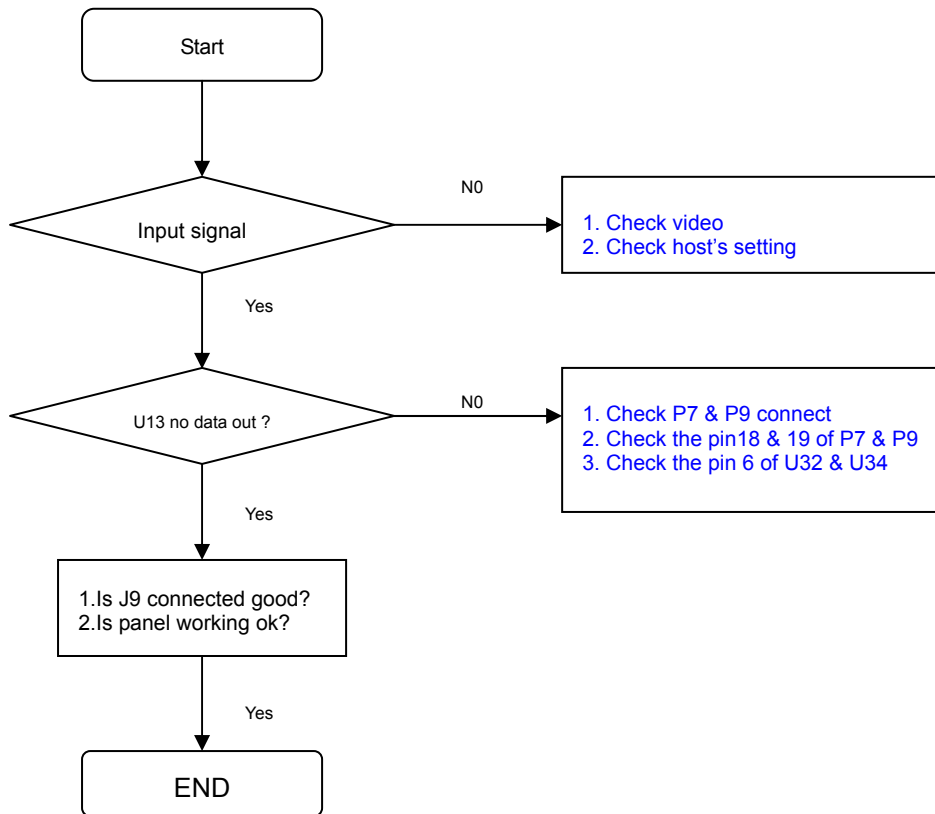 Start
N0
Input signal
1. Check video
2. Check host's setting
Yes
N0
U13 no data out ?
1. Check P7 & P9 connect
2. Check the pin18 & 19 of P7 & P9
3. Check the pin 6 of U32 & U34
Yes
1.Is J9 connected good?
2.Is panel working ok?
Yes
END